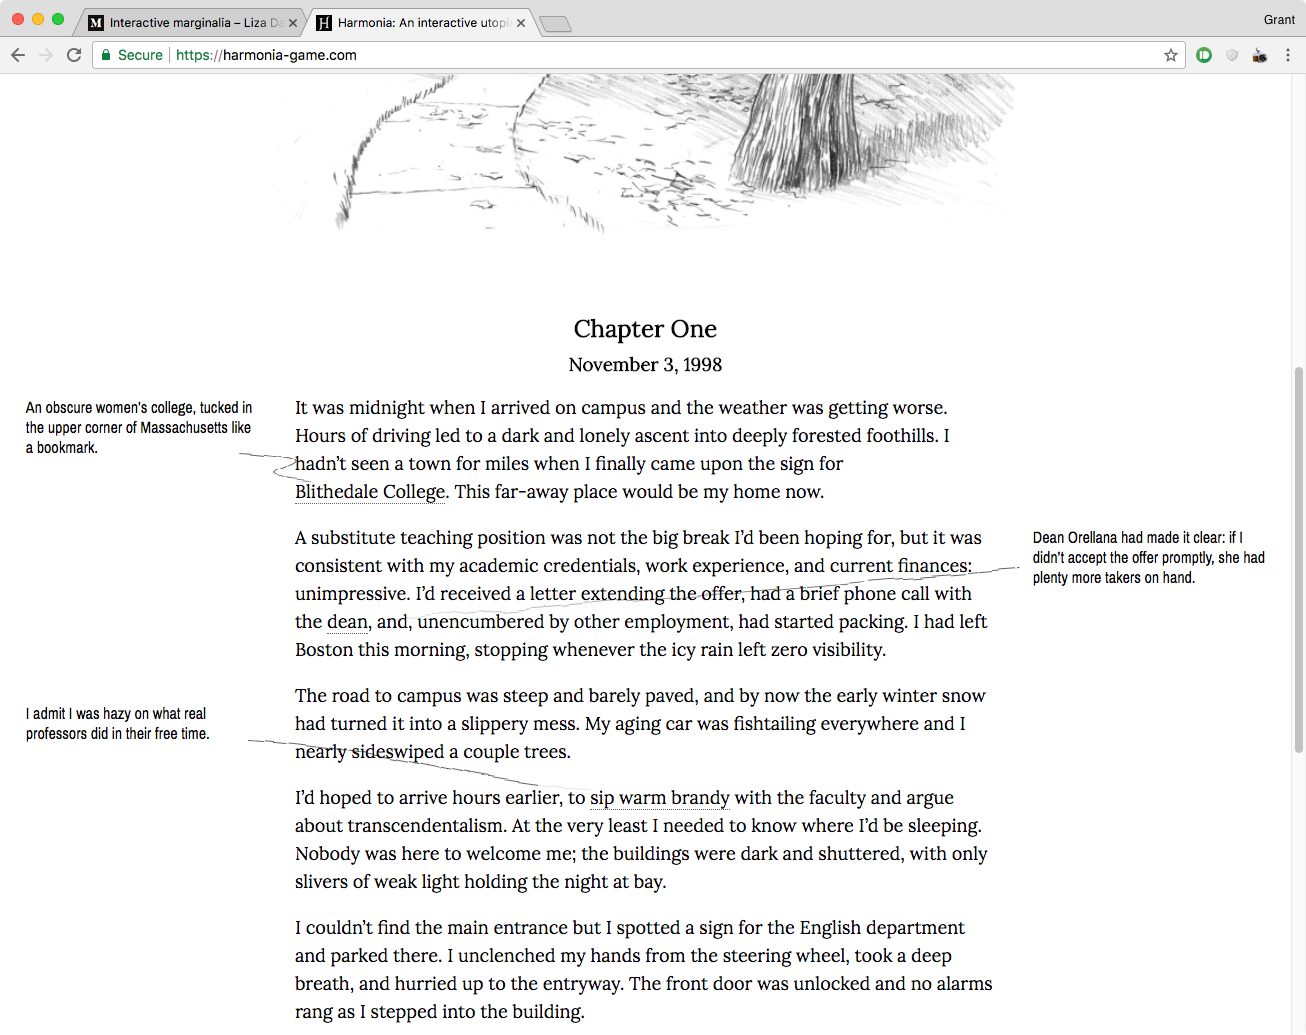 Interactive marginalia – Liza Da
Harmonia: An interactive utopi
Grant
Secure
https://harmonia-game.com
Chapter One
November 3, 1998
An obscure women's college, tucked in
the upper corner of Massachusetts like
a bookmark.
It was midnight when I arrived on campus and the weather was getting worse.
Hours of driving led to a dark and lonely ascent into deeply forested foothills. I
hadn't seen a town for miles when I finally came upon the sign for
Blithedale College. This far-away place would be my home now.
A substitute teaching position was not the big break I'd been hoping for, but it was
consistent with my academic credentials, work experience, and current finances:
unimpressive. I'd received a letter extending the offer, had a brief phone call with
the dean, and, unencumbered by other employment, had started packing. I had left
Boston this morning, stopping whenever the icy rain left zero visibility.
Dean Orellana had made it clear: if I
didn't accept the offer promptly, she had
plenty more takers on hand.
The road to campus was steep and barely paved, and by now the early winter snow
had turned it into a slippery mess. My aging car was fishtailing everywhere and I
nearly sideswiped a couple trees.
I admit I was hazy on what real
professors did in their free time.
I'd hoped to arrive hours earlier, to sip warm brandy with the faculty and argue
about transcendentalism. At the very least I needed to know where I'd be sleeping.
Nobody was here to welcome me; the buildings were dark and shuttered, with only
slivers of weak light holding the night at bay.
I couldn't find the main entrance but I spotted a sign for the English department
and parked there. I unclenched my hands from the steering wheel, took a deep
breath, and hurried up to the entryway. The front door was unlocked and no alarms
rang as I stepped into the building.